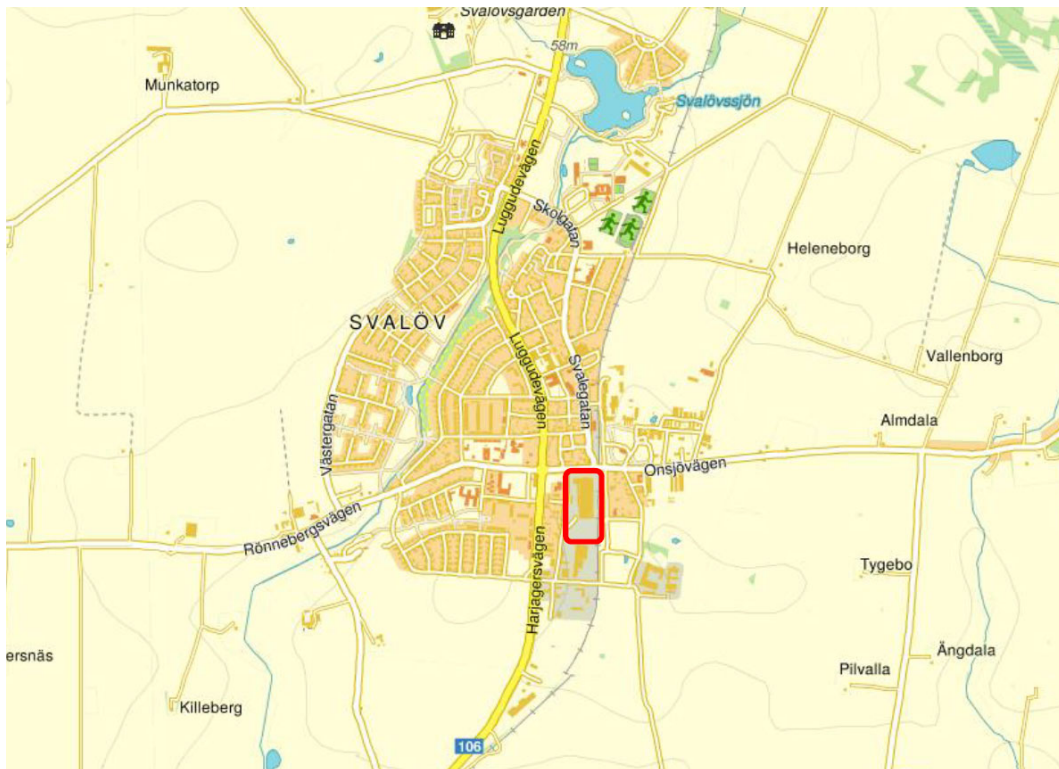 Svalövsgården
58m
Munkatorp
Svalövssjön
Luggudevägen
Skolgatan
Heleneborg
SVALÖV
Luggudevägen
Svalegatan
Vallenborg
Almdala
Västergatan
Onsjövägen
Rönnebergsvägen
Harjagersvägen
Tygebo
ersnäs
Ängdala
Pilvalla
Killeberg
106